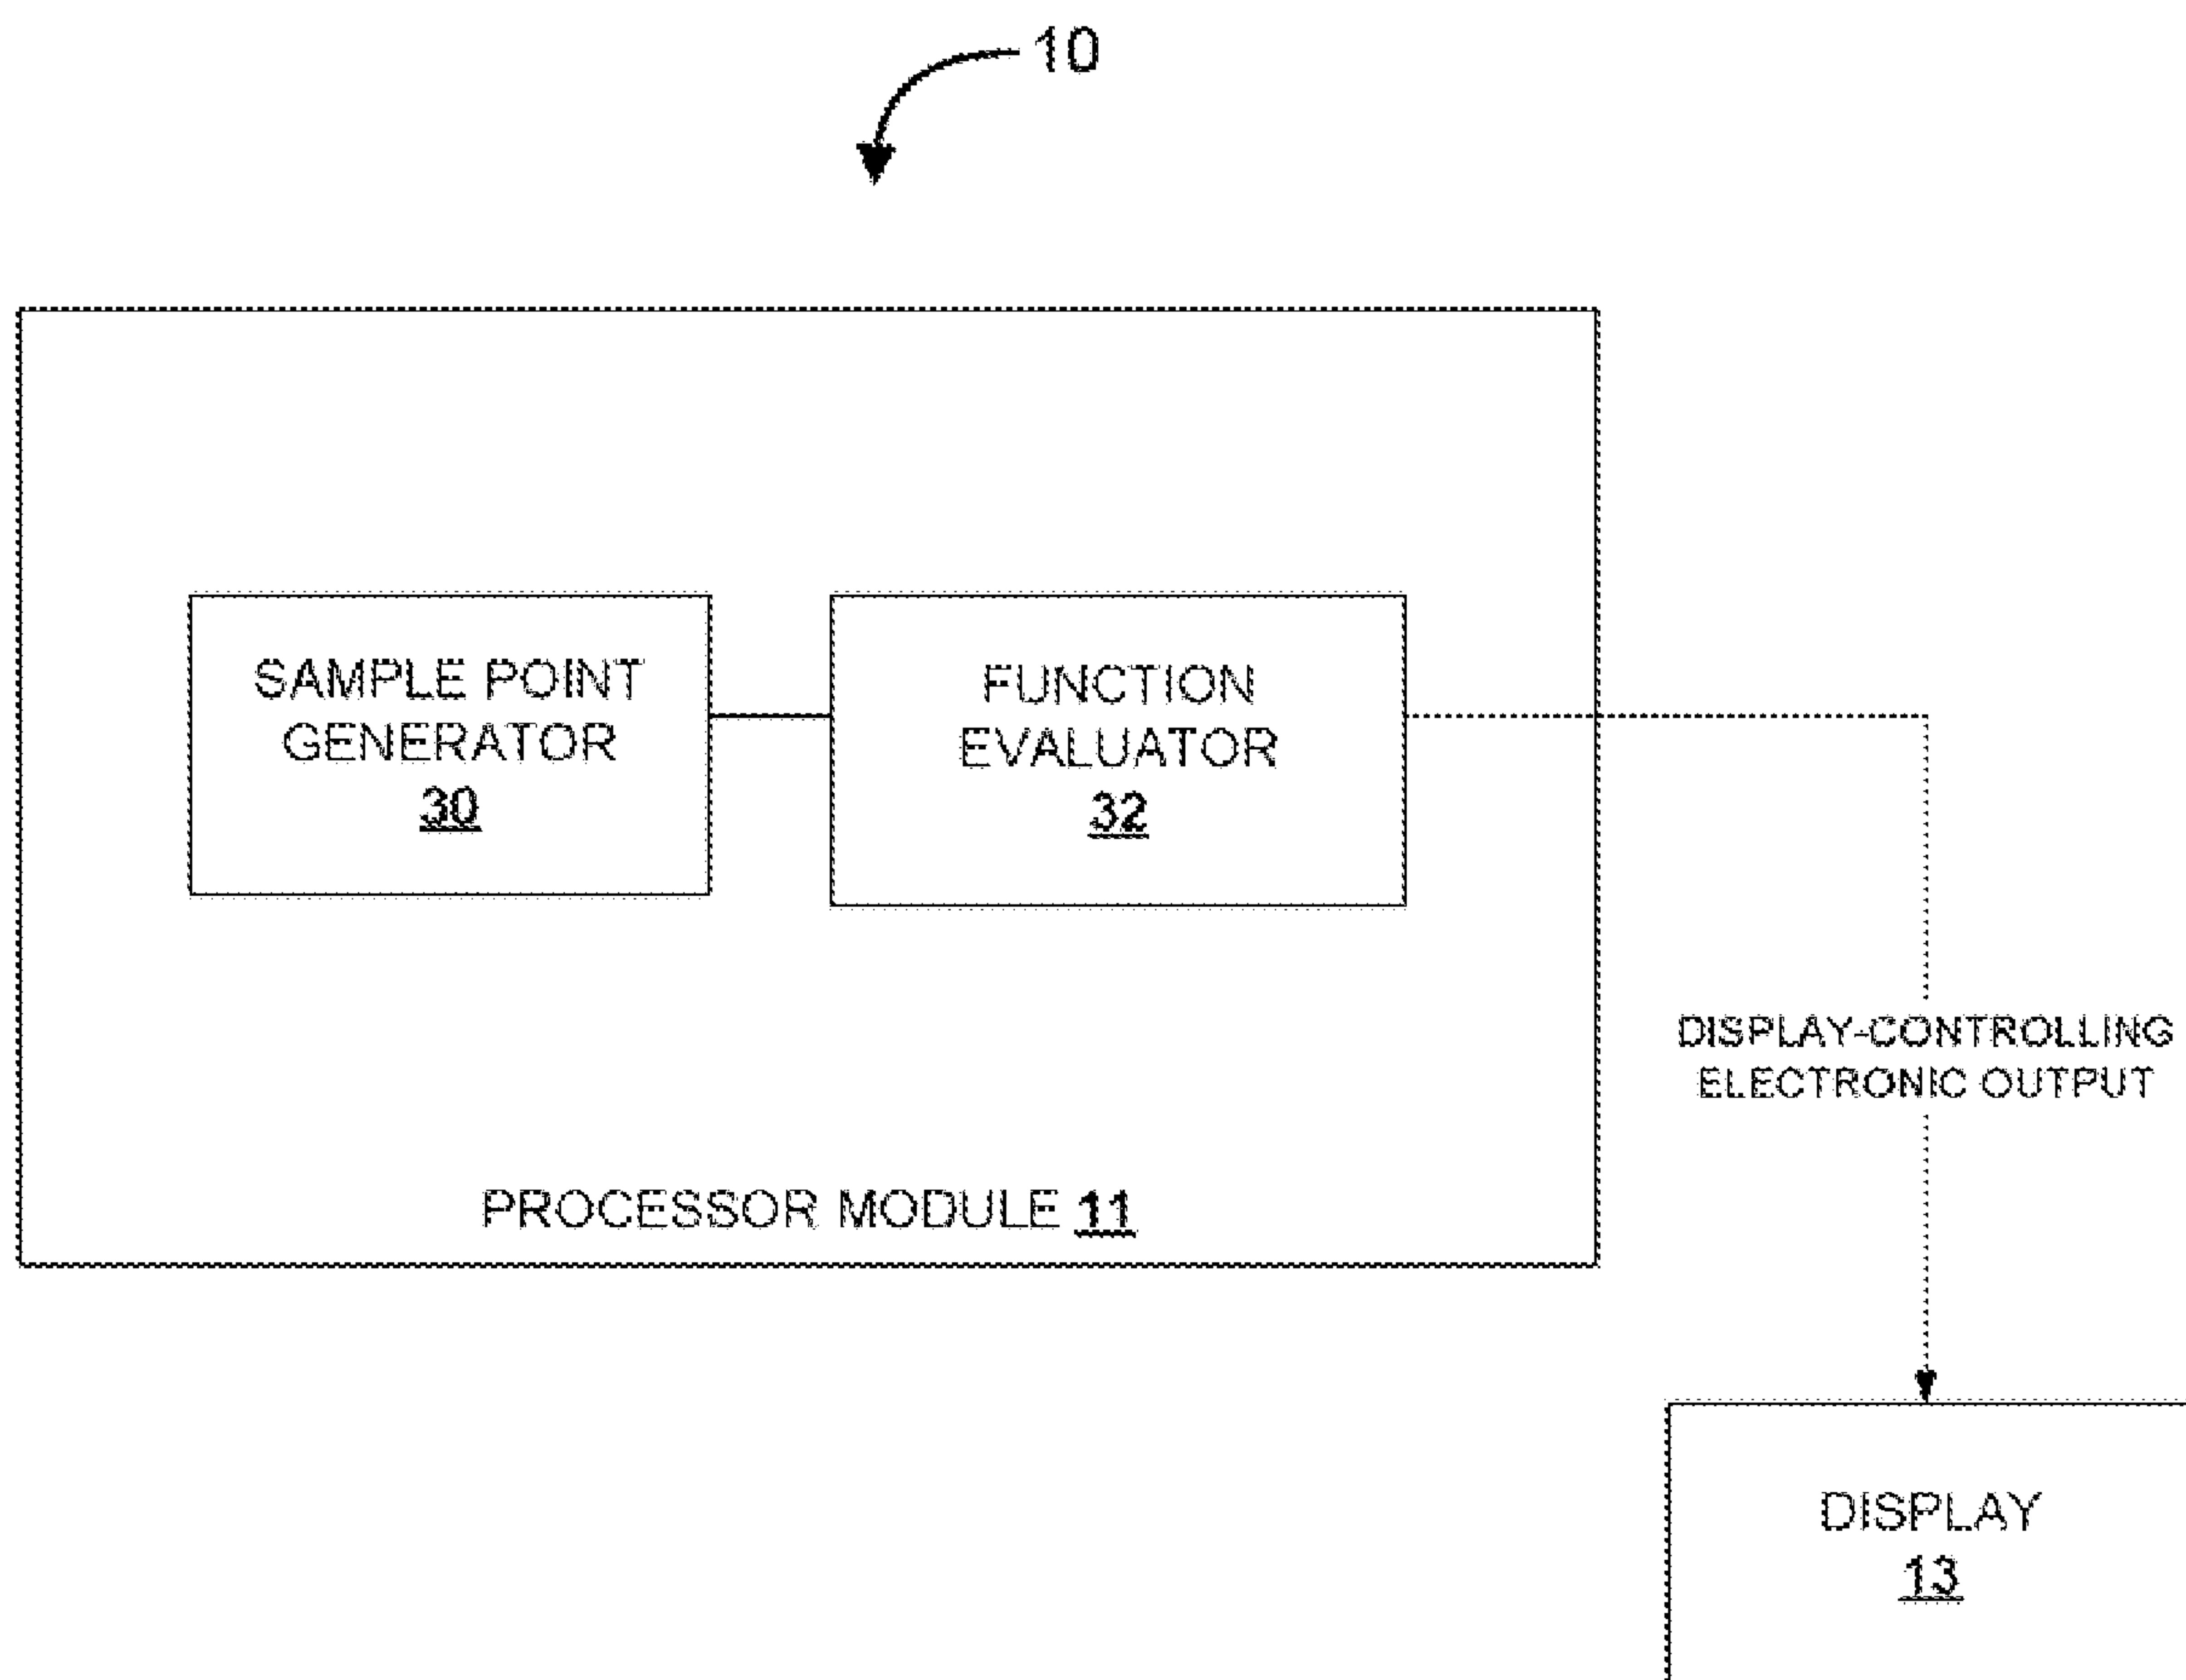 10
SAMPLE POINT
GENERATOR
30
FUNCTION
EVALUATOR
32
DISPLAY-CONTROLLING
ELECTRONIC OUTPUT
PROCESSOR MODULE 11
DISPLAY
13